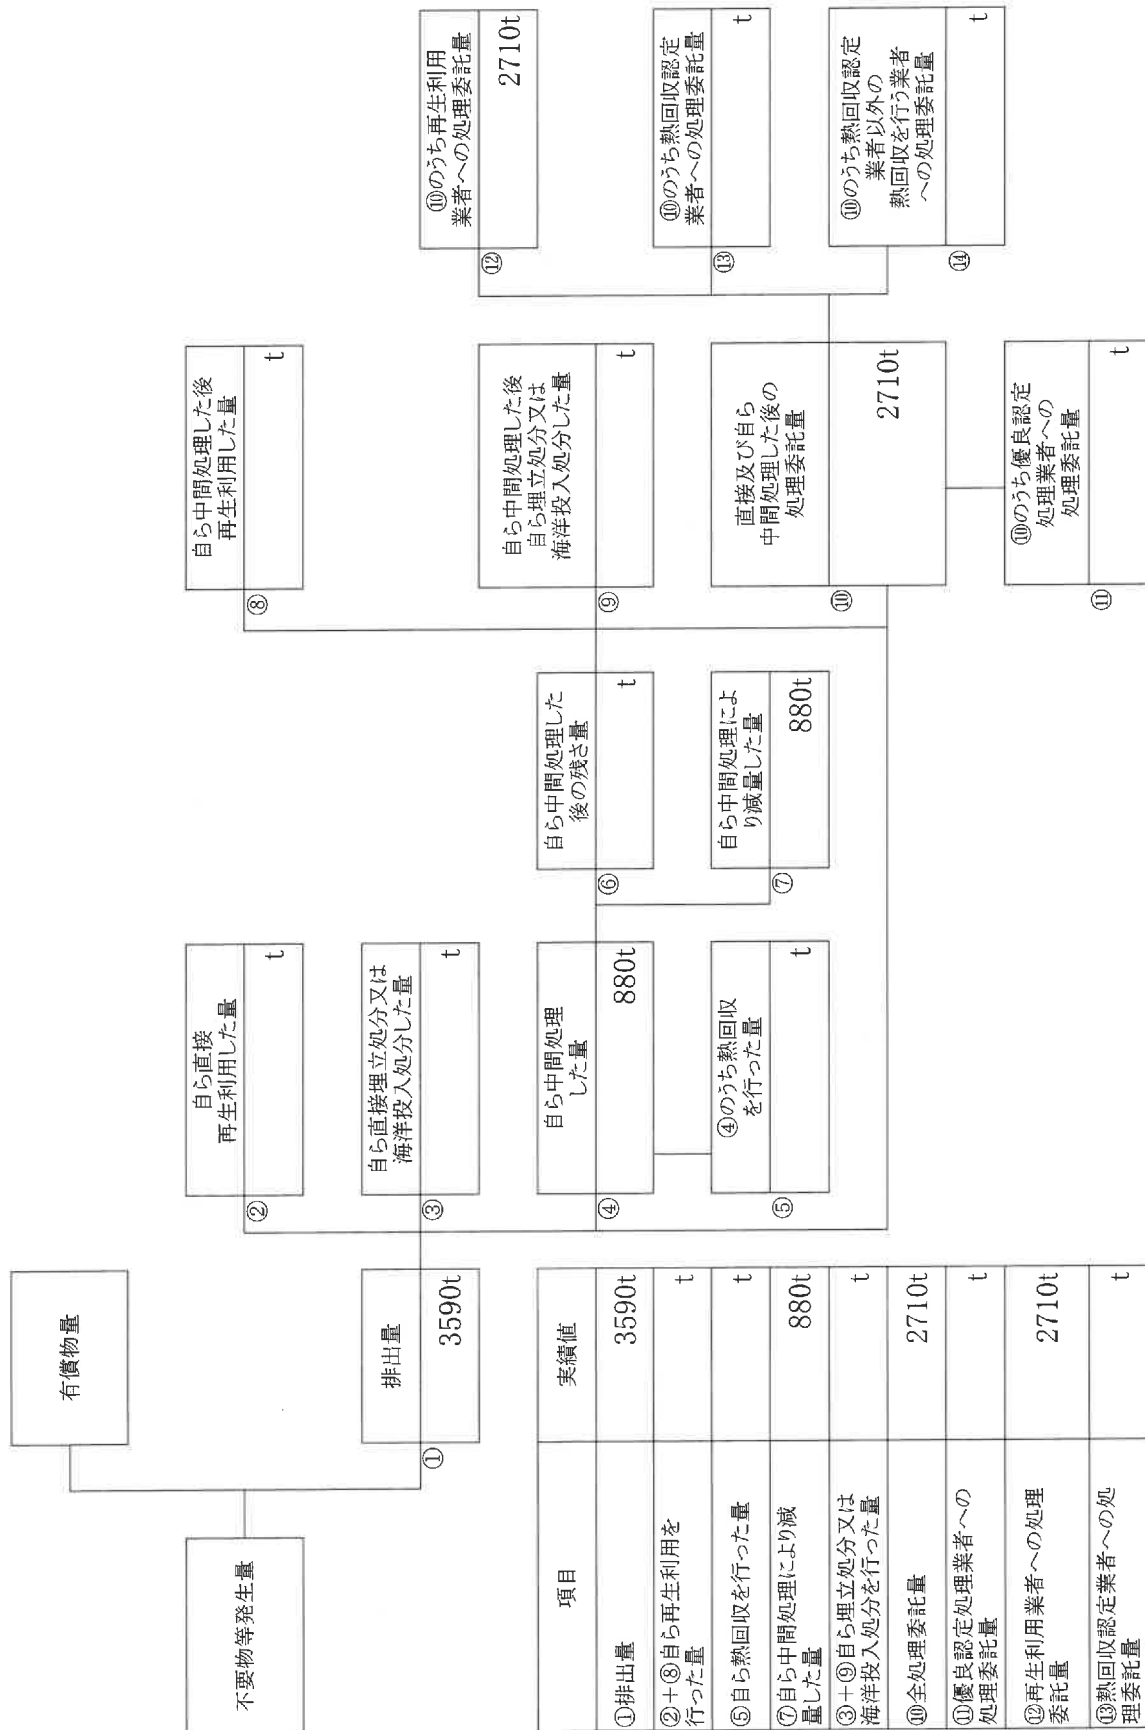 不要物等発生量
有償物量
①
排出量
3590t
②
自ら直接
再生利用した量
t
③
自ら直接埋立処分又は
海洋投入処分した量
t
④
自ら中間処理
した量
880t
⑤
④のうち熱回収
を行った量
t
⑥
自ら中間処理した
後の残さ量
t
⑦
自ら中間処理によ
り減量した量
880t
⑧
自ら中間処理した後
再生利用した量
t
⑨
自ら中間処理した後
自ら埋立処分又は
海洋投入処分した量
t
⑩
直接及び自ら
中間処理した後の
処理委託量
2710t
⑪
⑩のうち優良認定
処理業者への
処理委託量
t
⑫
⑩のうち再生利用
業者への処理委託量
2710t
⑬
⑩のうち熱回収認定
業者への処理委託量
t
⑭
⑩のうち熱回収認定
業者以外の
熱回収を行う業者
への処理委託量
t
項目 実績値
①排出量 3590t
②+⑧自ら再生利用を
行った量 t
⑤自ら熱回収を行った量 t
⑦自ら中間処理により減
量した量 880t
③+⑨自ら埋立処分又は
海洋投入処分を行った量 t
⑩全処理委託量 2710t
⑪優良認定処理業者への
処理委託量 t
⑫再生利用業者への処理
委託量 2710t
⑬熱回収認定業者への処
理委託量 t